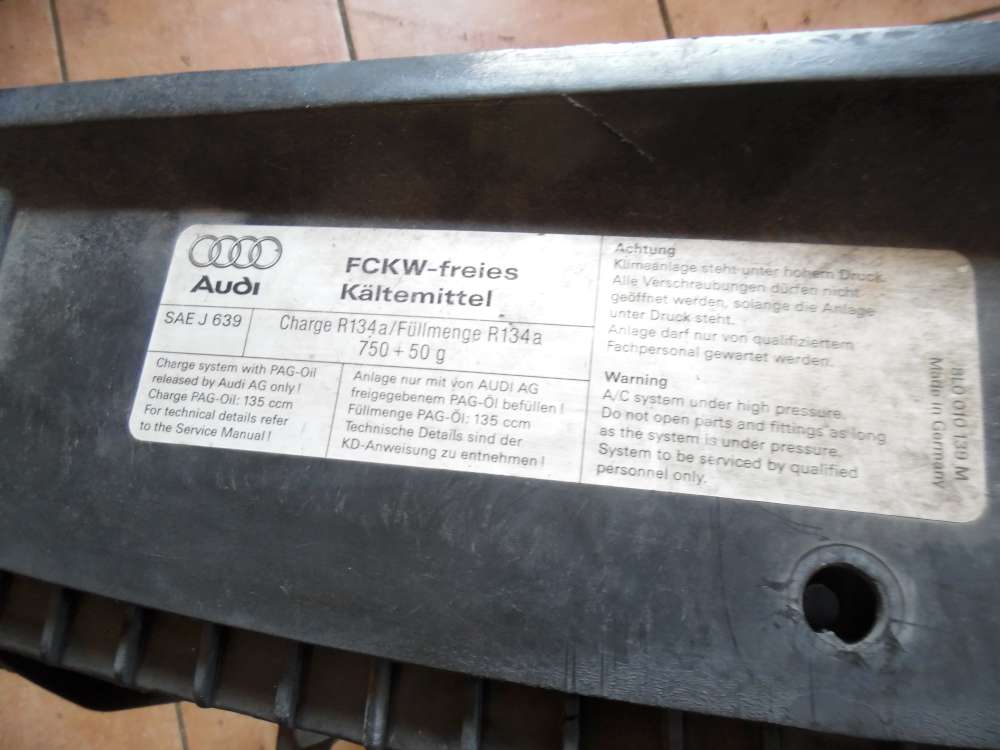 Audi
FCKW-freies
Kältemittel
SAE J 639
Charge R134a/Füllmenge R134a
750 + 50 g
Charge system with PAG-Oil
released by Audi AG only!
Charge PAG-Oil: 135 ccm
For technical details refer
to the Service Manual!
Anlage nur mit von AUDI AG
freigegebenem PAG-Öl befüllen!
Füllmenge PAG-Öl: 135 ccm
Technische Details sind der
KD-Anweisung zu entnehmen!
Achtung
Klimaanlage steht unter hohem Druck.
Alle Verschraubungen dürfen nicht
geöffnet werden, solange die Anlage
unter Druck steht.
Anlage darf nur von qualifiziertem
Fachpersonal gewartet werden.
Warning
A/C system under high pressure.
Do not open parts and fittings as long
as the system is under pressure.
System to be serviced by qualified
personnel only.
8L0 010 139 M
Made in Germany